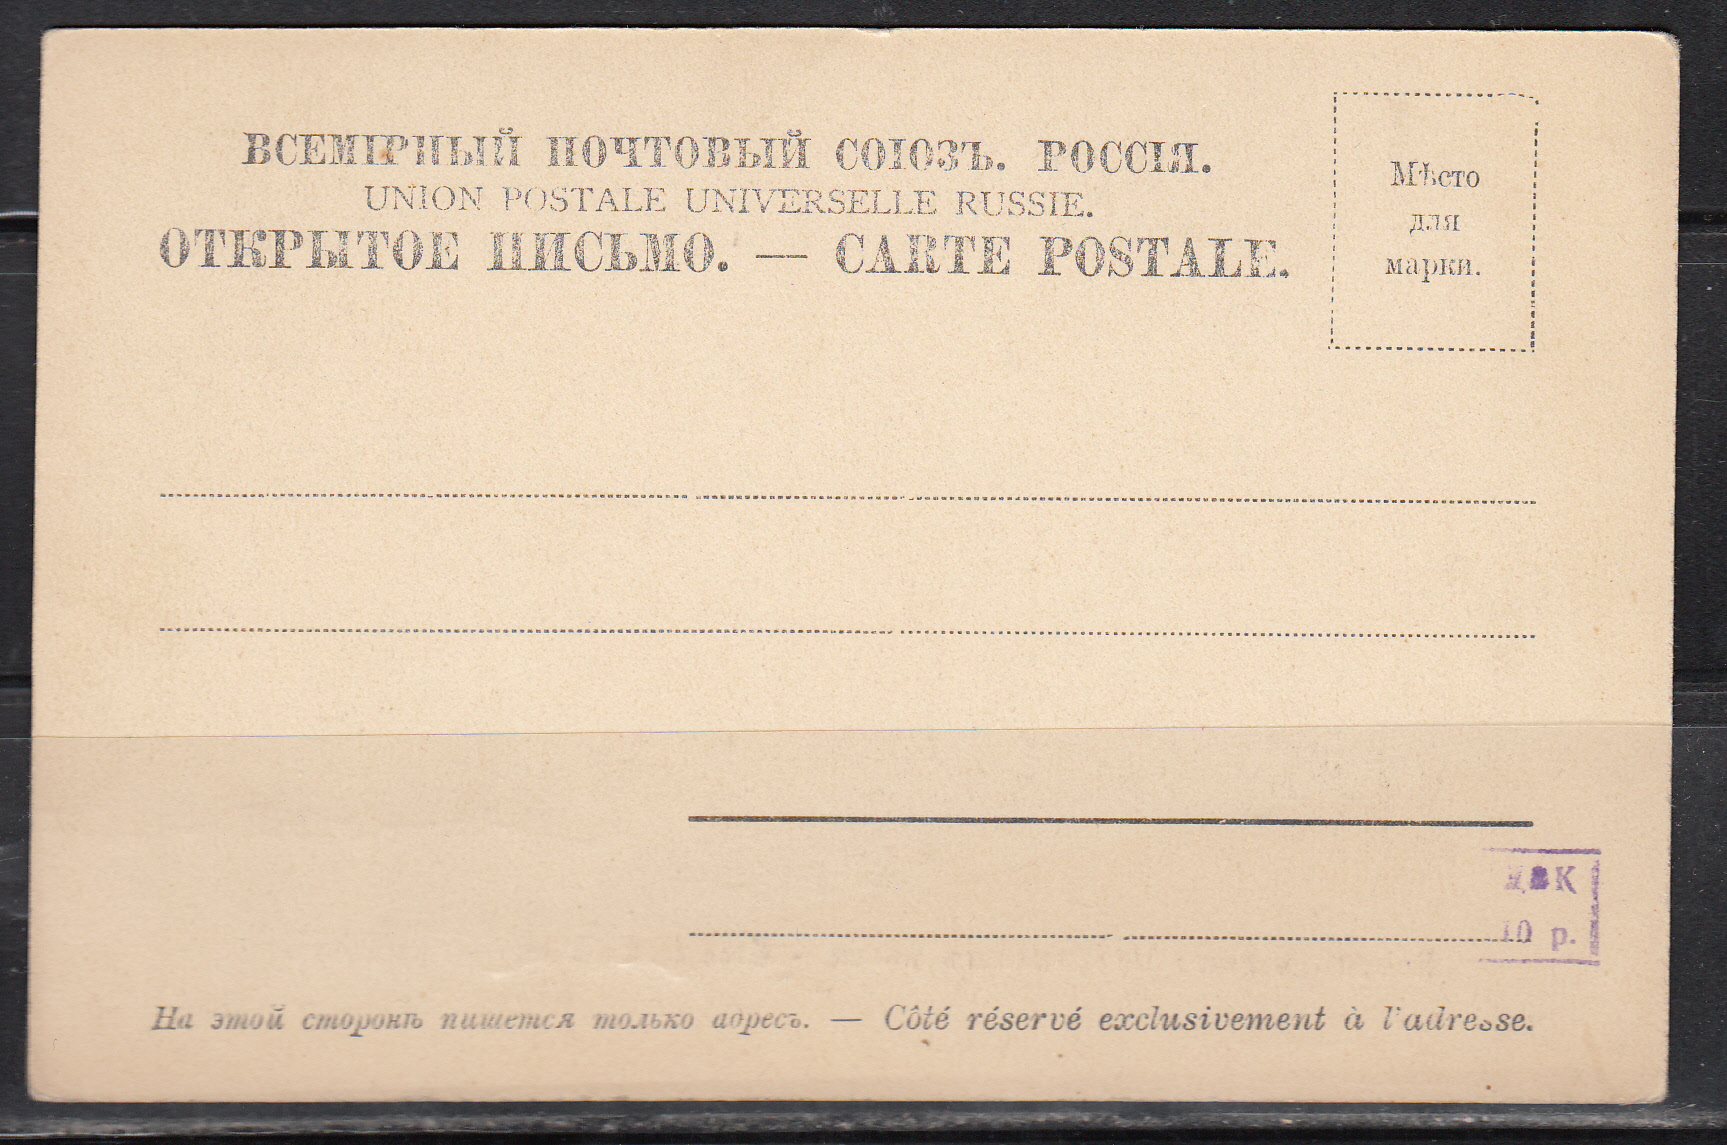 ВСЕМІРНЫЙ ПОЧТОВЫЙ СОЮЗЪ. РОССІЯ.
UNION POSTALE UNIVERSELLE RUSSIE.
ОТКРЫТОЕ ПИСЬМО. — CARTE POSTALE.
Мѣсто
для
марки.
10 р.
На этой сторонѣ пишется только адресъ. — Côté réservé exclusivement à l'adresse.